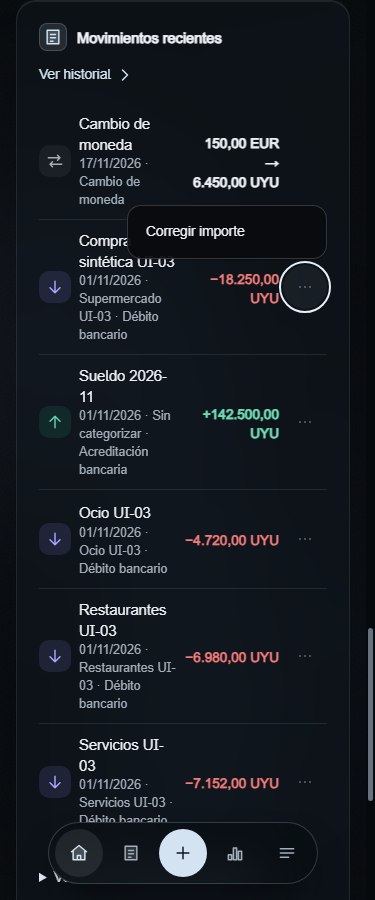 Movimientos recientes
Ver historial
Cambio de
moneda
17/11/2026 ·
Cambio de
moneda
150,00 EUR
→
6.450,00 UYU
Corregir importe
Compra
sintética UI-03
01/11/2026 ·
Supermercado
UI-03 · Débito
bancario
−18.250,00
UYU
Sueldo 2026-
11
01/11/2026 · Sin
categorizar ·
Acreditación
bancaria
+142.500,00
UYU
Ocio UI-03
01/11/2026 ·
Ocio UI-03 ·
Débito bancario
−4.720,00 UYU
Restaurantes
UI-03
01/11/2026 ·
Restaurantes UI-
03 · Débito
bancario
−6.980,00 UYU
Servicios UI-
03
01/11/2026 ·
Servicios UI-03 ·
Débito bancario
−7.152,00 UYU